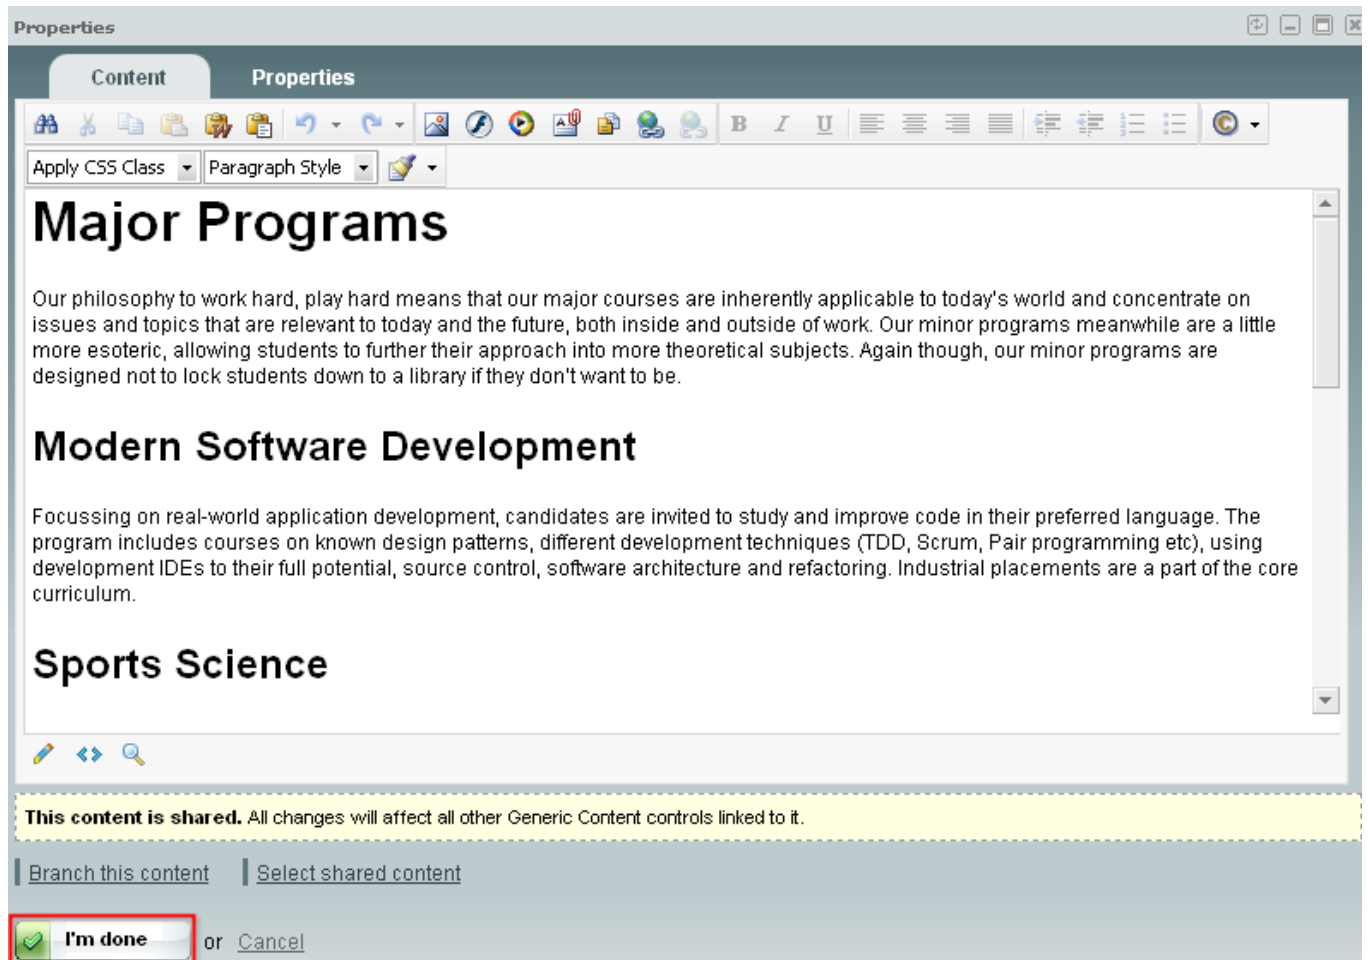 Properties
Content Properties
B I U
Apply CSS Class Paragraph Style
Major Programs
Our philosophy to work hard, play hard means that our major courses are inherently applicable to today's world and concentrate on
issues and topics that are relevant to today and the future, both inside and outside of work. Our minor programs meanwhile are a little
more esoteric, allowing students to further their approach into more theoretical subjects. Again though, our minor programs are
designed not to lock students down to a library if they don't want to be.
Modern Software Development
Focussing on real-world application development, candidates are invited to study and improve code in their preferred language. The
program includes courses on known design patterns, different development techniques (TDD, Scrum, Pair programming etc), using
development IDEs to their full potential, source control, software architecture and refactoring. Industrial placements are a part of the core
curriculum.
Sports Science
This content is shared. All changes will affect all other Generic Content controls linked to it.
Branch this content Select shared content
I'm done or Cancel